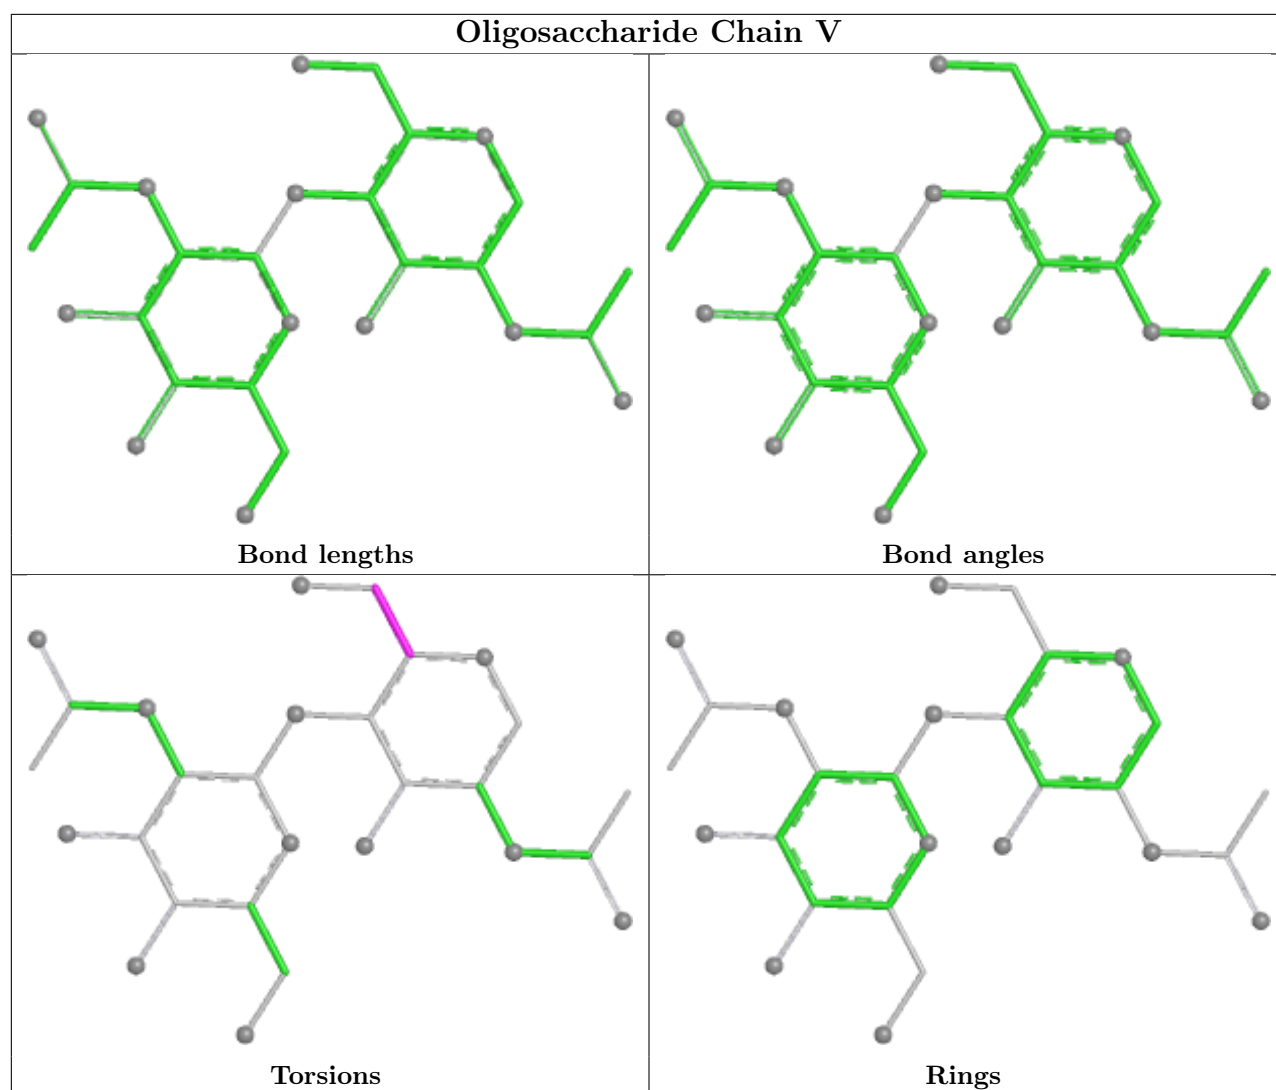 Oligosaccharide Chain V
Bond lengths
Bond angles
Torsions
Rings